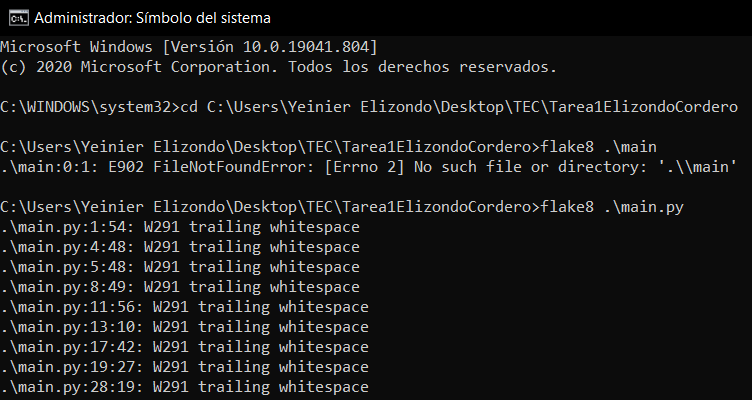 Administrador: Símbolo del sistema
Microsoft Windows [Versión 10.0.19041.804]
(c) 2020 Microsoft Corporation. Todos los derechos reservados.
C:\WINDOWS\system32>cd C:\Users\Yeinier Elizondo\Desktop\TEC\Tarea1ElizondoCordero
C:\Users\Yeinier Elizondo\Desktop\TEC\Tarea1ElizondoCordero>flake8 .\main
.\main:0:1: E902 FileNotFoundError: [Errno 2] No such file or directory: '.\\main'
C:\Users\Yeinier Elizondo\Desktop\TEC\Tarea1ElizondoCordero>flake8 .\main.py
.\main.py:1:54: W291 trailing whitespace
.\main.py:4:48: W291 trailing whitespace
.\main.py:5:48: W291 trailing whitespace
.\main.py:8:49: W291 trailing whitespace
.\main.py:11:56: W291 trailing whitespace
.\main.py:13:10: W291 trailing whitespace
.\main.py:17:42: W291 trailing whitespace
.\main.py:19:27: W291 trailing whitespace
.\main.py:28:19: W291 trailing whitespace